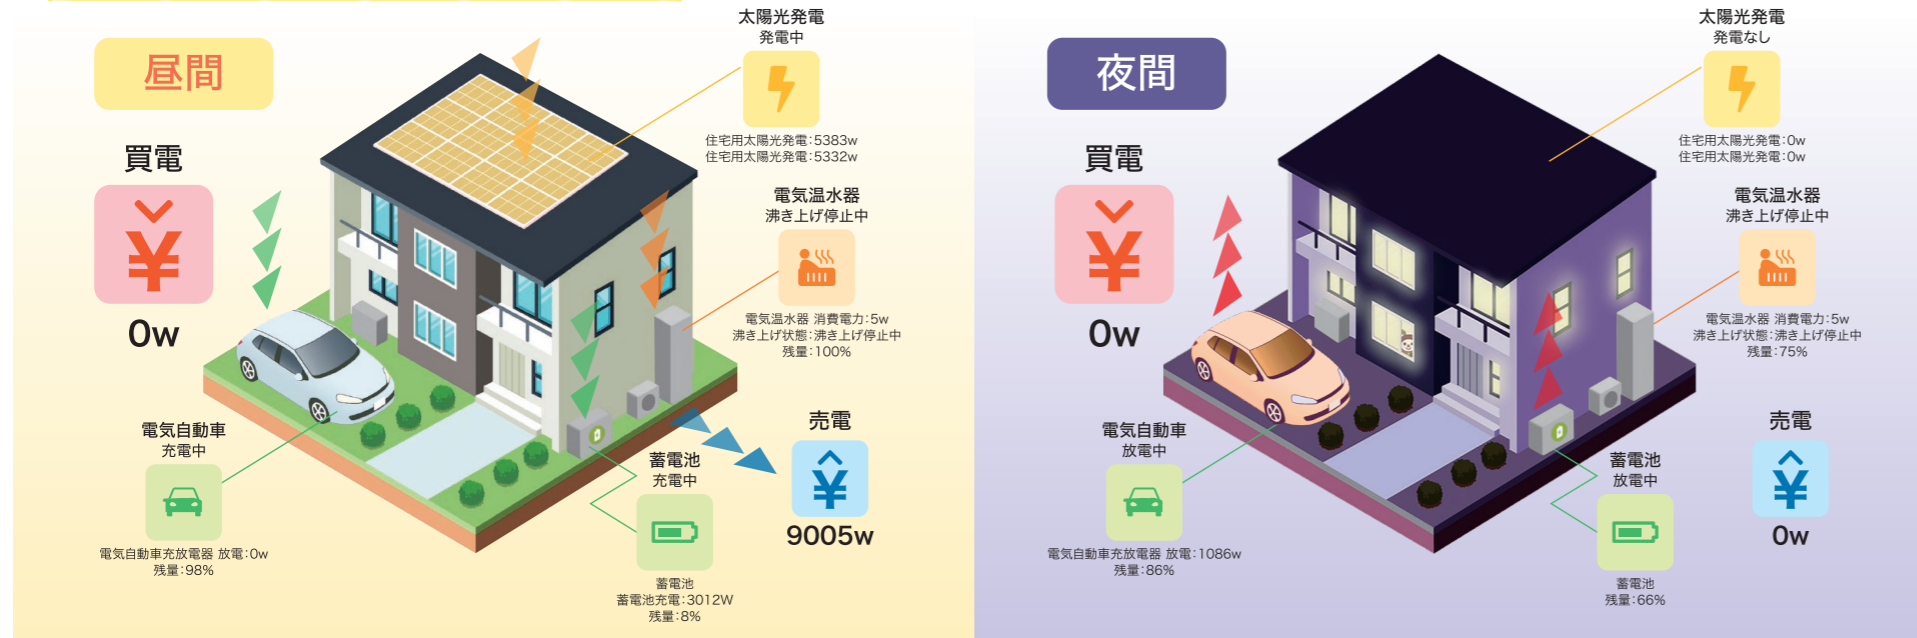 昼間
買電
0w
太陽光発電
発電中
住宅用太陽光発電:5383w
住宅用太陽光発電:5332w
電気温水器
沸き上げ停止中
電気温水器 消費電力:5w
沸き上げ状態:沸き上げ停止中
残量:100%
売電
9005w
電気自動車
充電中
電気自動車充放電器 放電:0w
残量:98%
蓄電池
充電中
蓄電池
蓄電池充電:3012W
残量:8%
夜間
買電
0w
太陽光発電
発電なし
住宅用太陽光発電:0w
住宅用太陽光発電:0w
電気温水器
沸き上げ停止中
電気温水器 消費電力:5w
沸き上げ状態:沸き上げ停止中
残量:75%
売電
0w
電気自動車
放電中
電気自動車充放電器 放電:1086w
残量:86%
蓄電池
放電中
蓄電池
残量:66%